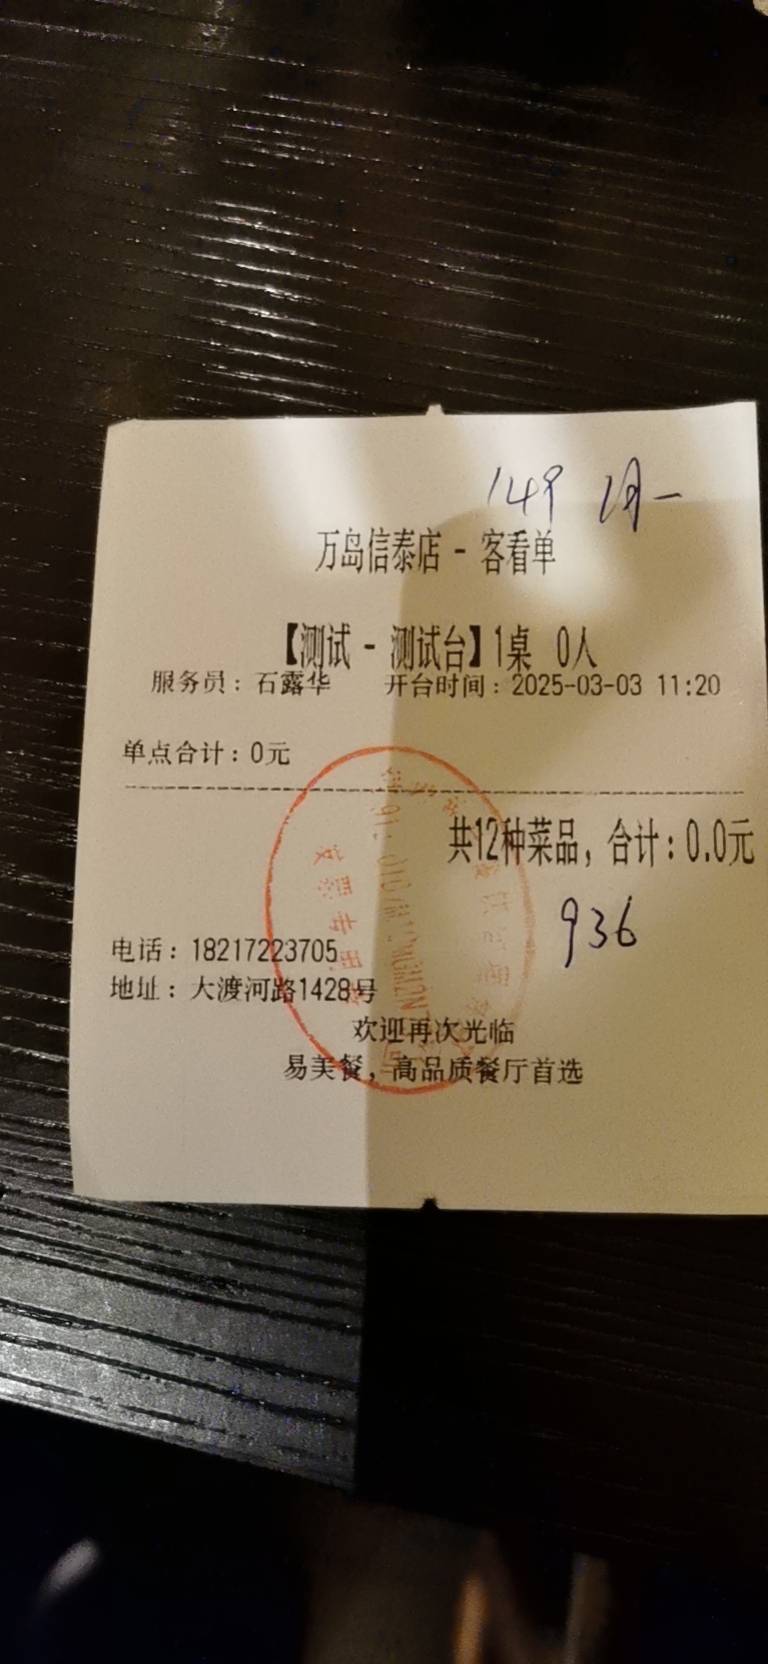 149
万岛信泰店 - 客看单
【测试 - 测试台】1桌 0人
服务员：石露华 开台时间：2025-03-03 11:20
单点合计：0元
共12种菜品，合计：0.0元
936
电话：18217223705
地址：大渡河路1428号
欢迎再次光临
易美餐，高品质餐厅首选